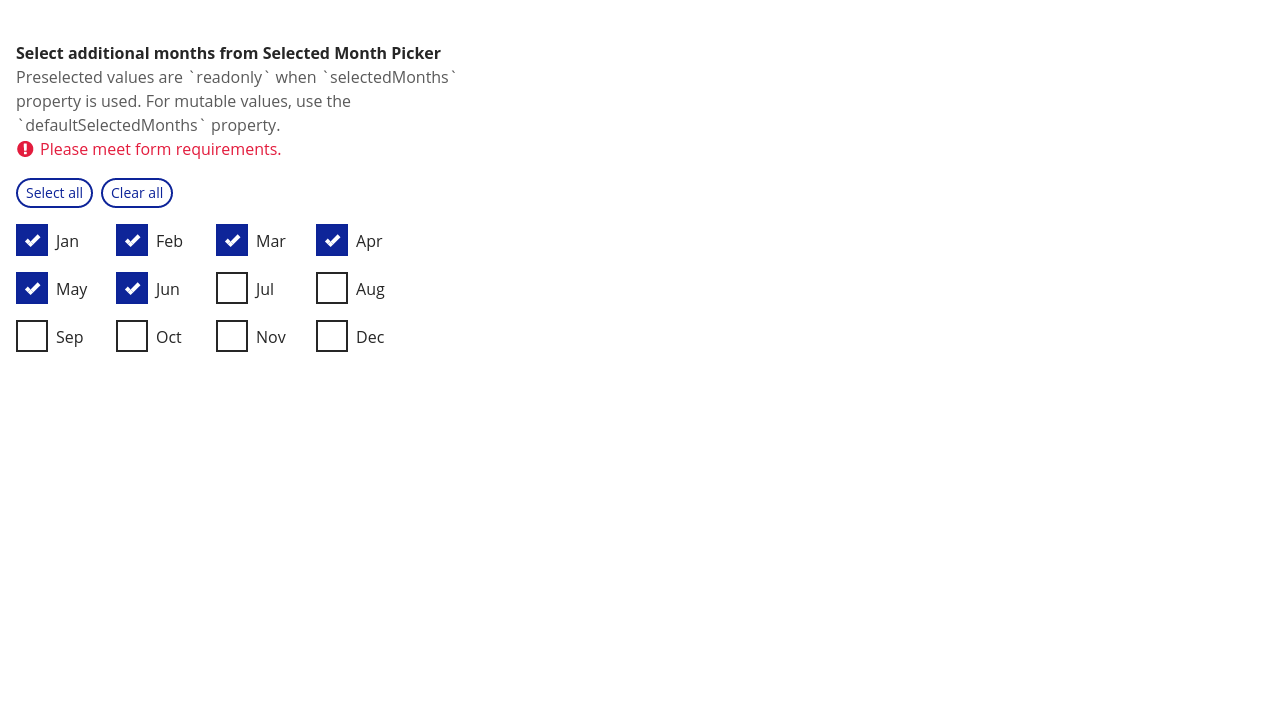 Select additional months from Selected Month Picker
Preselected values are `readonly` when `selectedMonths`
property is used. For mutable values, use the
`defaultSelectedMonths` property.
Please meet form requirements.
Select all Clear all
Jan Feb Mar Apr
May Jun Jul Aug
Sep Oct Nov Dec